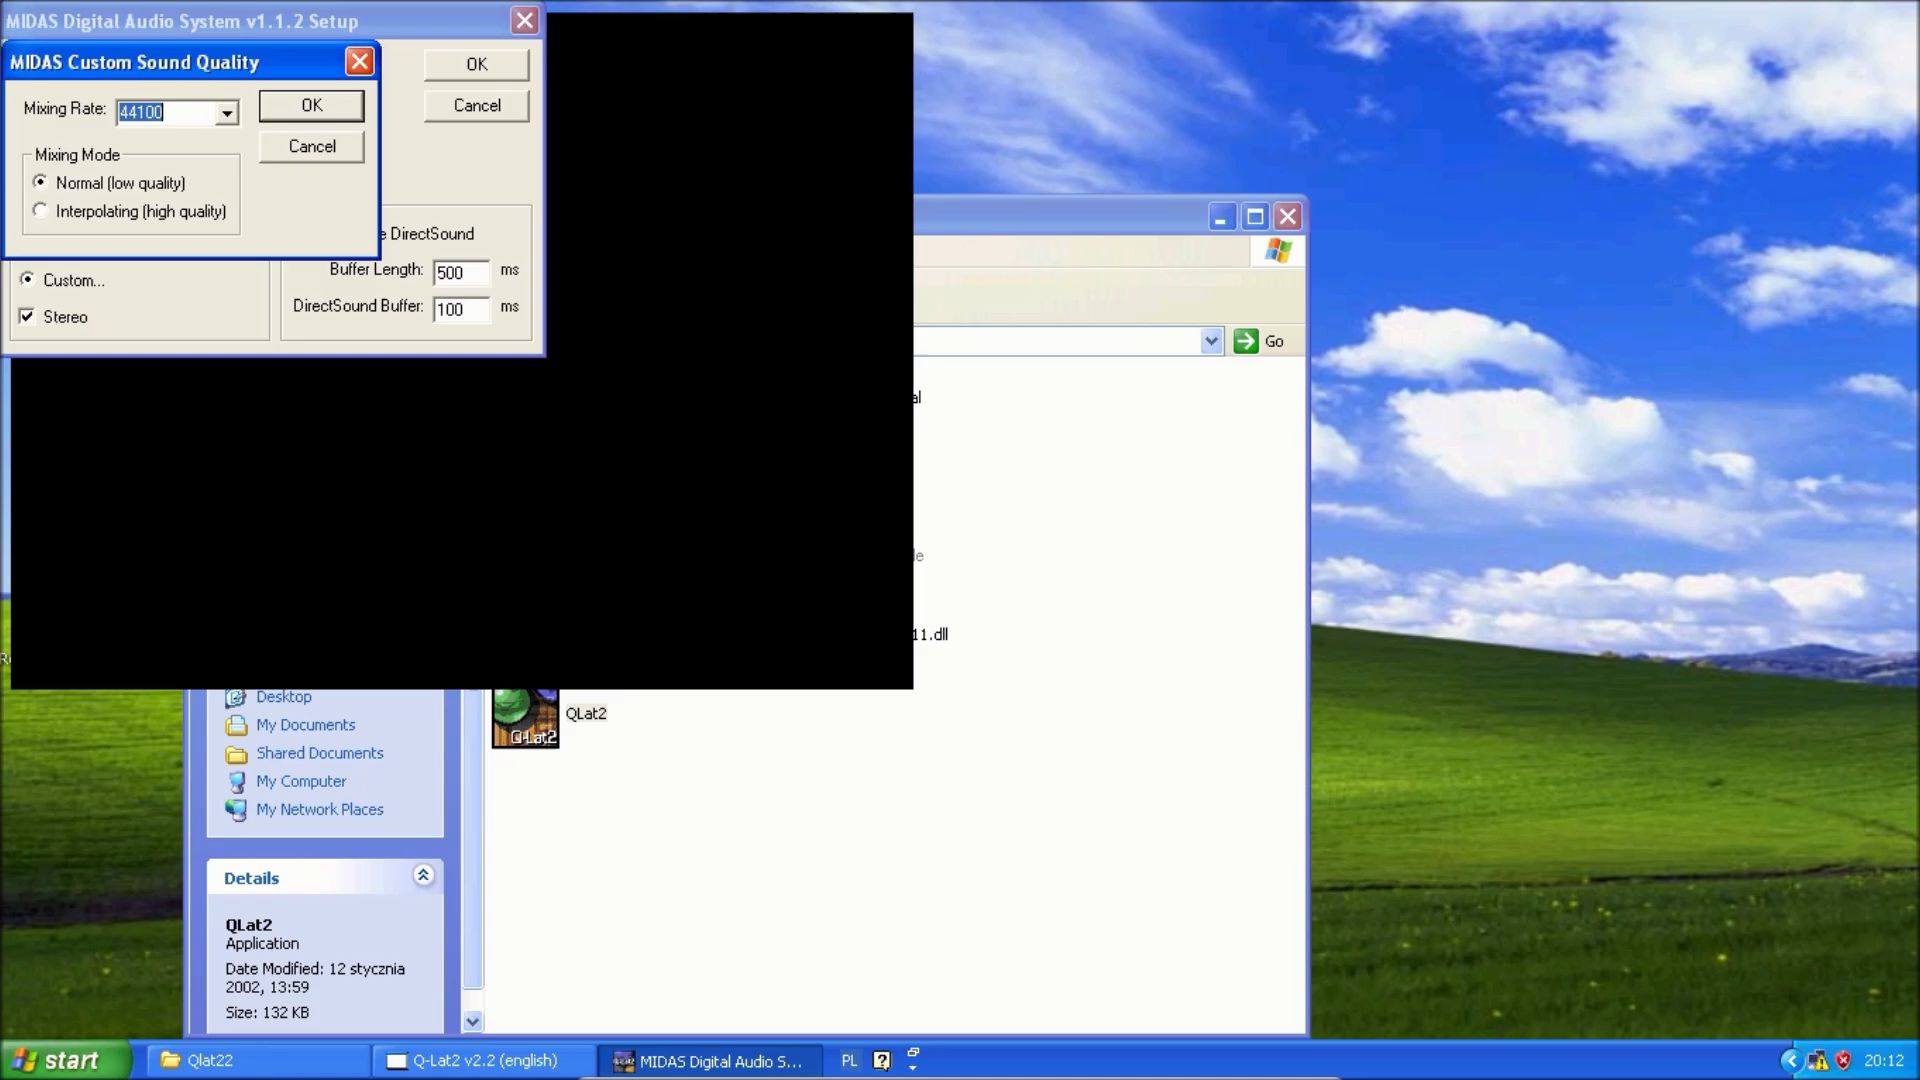 MIDAS Digital Audio System v1.1.2 Setup
MIDAS Custom Sound Quality
OK
Cancel
Mixing Rate: 44100
OK
Cancel
Mixing Mode
Normal (low quality)
Interpolating (high quality)
e DirectSound
Buffer Length: 500 ms
DirectSound Buffer: 100 ms
Custom...
Stereo
Go
al
le
11.dll
QLat2
Q-Lat2
Desktop
My Documents
Shared Documents
My Computer
My Network Places
Details
QLat2
Application
Date Modified: 12 stycznia
2002, 13:59
Size: 132 KB
start
Qlat22
Q-Lat2 v2.2 (english)
MIDAS Digital Audio S...
PL
20:12